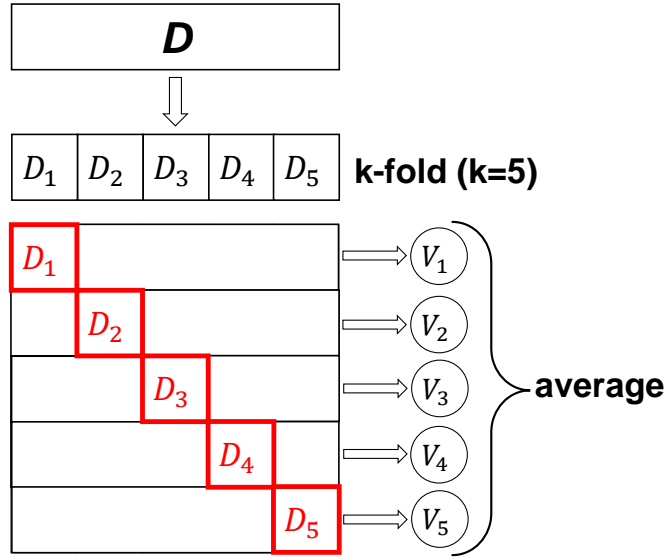 D
D₁ D₂ D₃ D₄ D₅ k-fold (k=5)
D₁ V₁
D₂ V₂
D₃ V₃
average
D₄ V₄
D₅ V₅